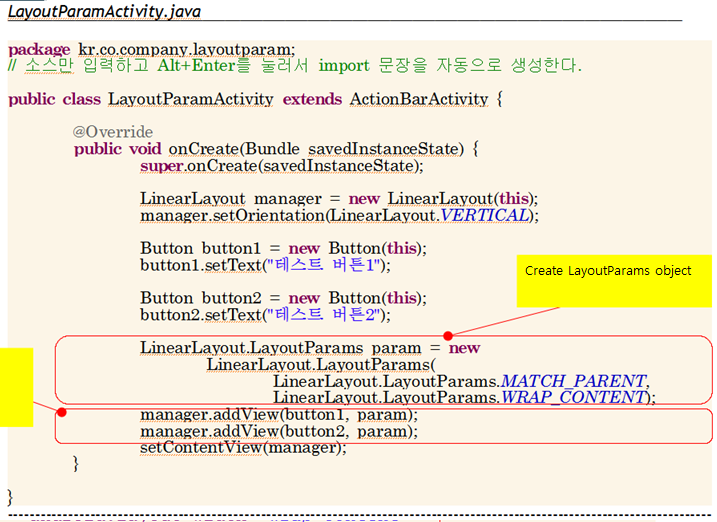 LayoutParamActivity.java
package kr.co.company.layoutparam;
// 소스만 입력하고 Alt+Enter를 눌러서 import 문장을 자동으로 생성한다.
public class LayoutParamActivity extends ActionBarActivity {
@Override
public void onCreate(Bundle savedInstanceState) {
super.onCreate(savedInstanceState);
LinearLayout manager = new LinearLayout(this);
manager.setOrientation(LinearLayout.VERTICAL);
Button button1 = new Button(this);
button1.setText("테스트 버튼1");
Create LayoutParams object
Button button2 = new Button(this);
button2.setText("테스트 버튼2");
LinearLayout.LayoutParams param = new
LinearLayout.LayoutParams(
LinearLayout.LayoutParams.MATCH_PARENT,
LinearLayout.LayoutParams.WRAP_CONTENT);
manager.addView(button1, param);
manager.addView(button2, param);
setContentView(manager);
}
}